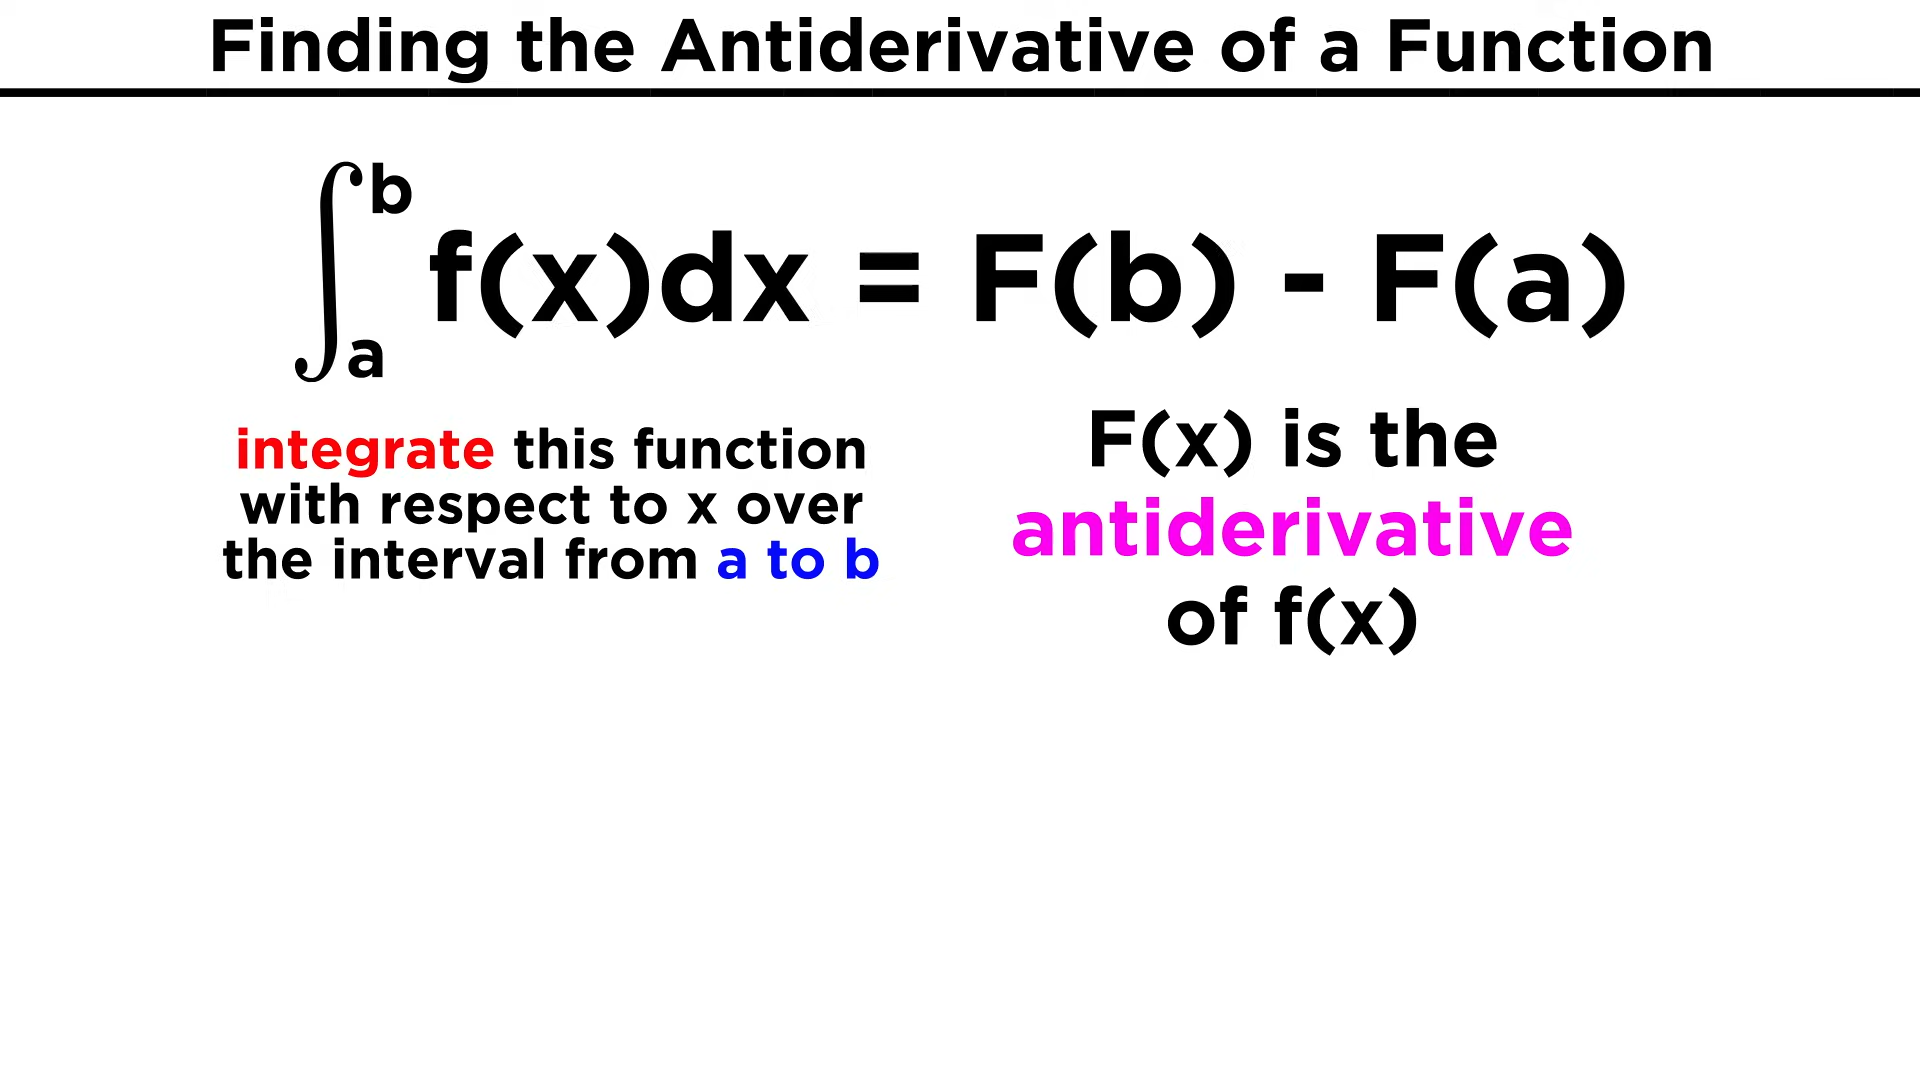 Finding the Antiderivative of a Function
∫ₐᵇ f(x)dx = F(b) - F(a)
integrate this function
with respect to x over
the interval from a to b
F(x) is the
antiderivative
of f(x)